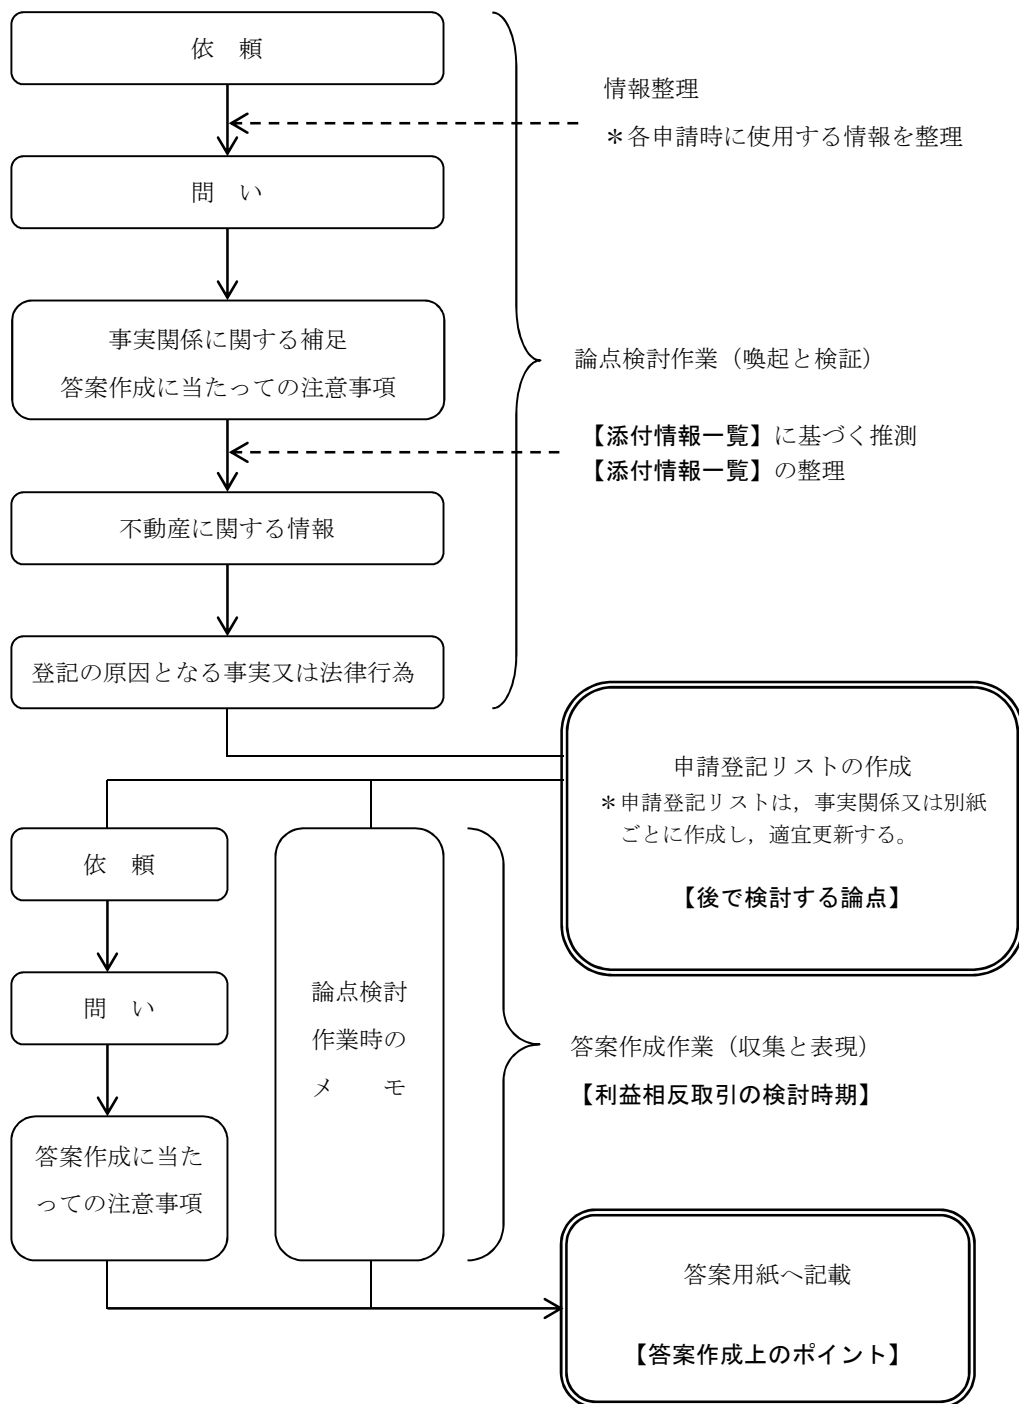 依　頼
情報整理
＊各申請時に使用する情報を整理
問　い
事実関係に関する補足
答案作成に当たっての注意事項
論点検討作業（喚起と検証）
【添付情報一覧】に基づく推測
【添付情報一覧】の整理
不動産に関する情報
登記の原因となる事実又は法律行為
申請登記リストの作成
＊申請登記リストは，事実関係又は別紙
ごとに作成し，適宜更新する。
【後で検討する論点】
依　頼
問　い
答案作成に当た
っての注意事項
論点検討
作業時の
メ　　モ
答案作成作業（収集と表現）
【利益相反取引の検討時期】
答案用紙へ記載
【答案作成上のポイント】